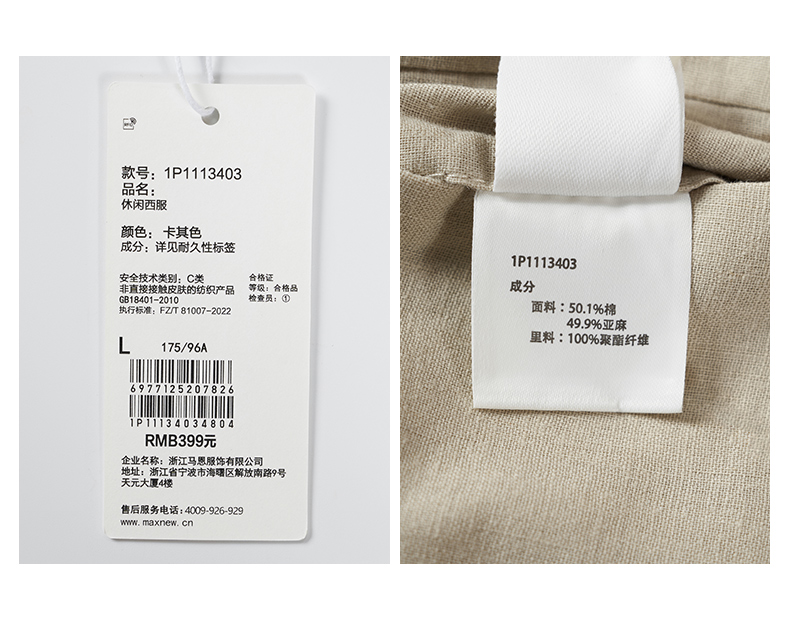 款号: 1P1113403
品名:
休闲西服
颜色: 卡其色
成分: 详见耐久性标签
安全技术类别: C类
非直接接触皮肤的纺织产品
GB18401-2010
执行标准: FZ/T 81007-2022
合格证
等级: 合格品
检查员: ①
L 175/96A
6977125207826
1P11134034804
RMB399元
企业名称: 浙江马恩服饰有限公司
地址: 浙江省宁波市海曙区解放南路9号
天元大厦4楼
售后服务电话: 4009-926-929
www.maxnew.cn
1P1113403
成分
面料: 50.1%棉
49.9%亚麻
里料: 100%聚酯纤维